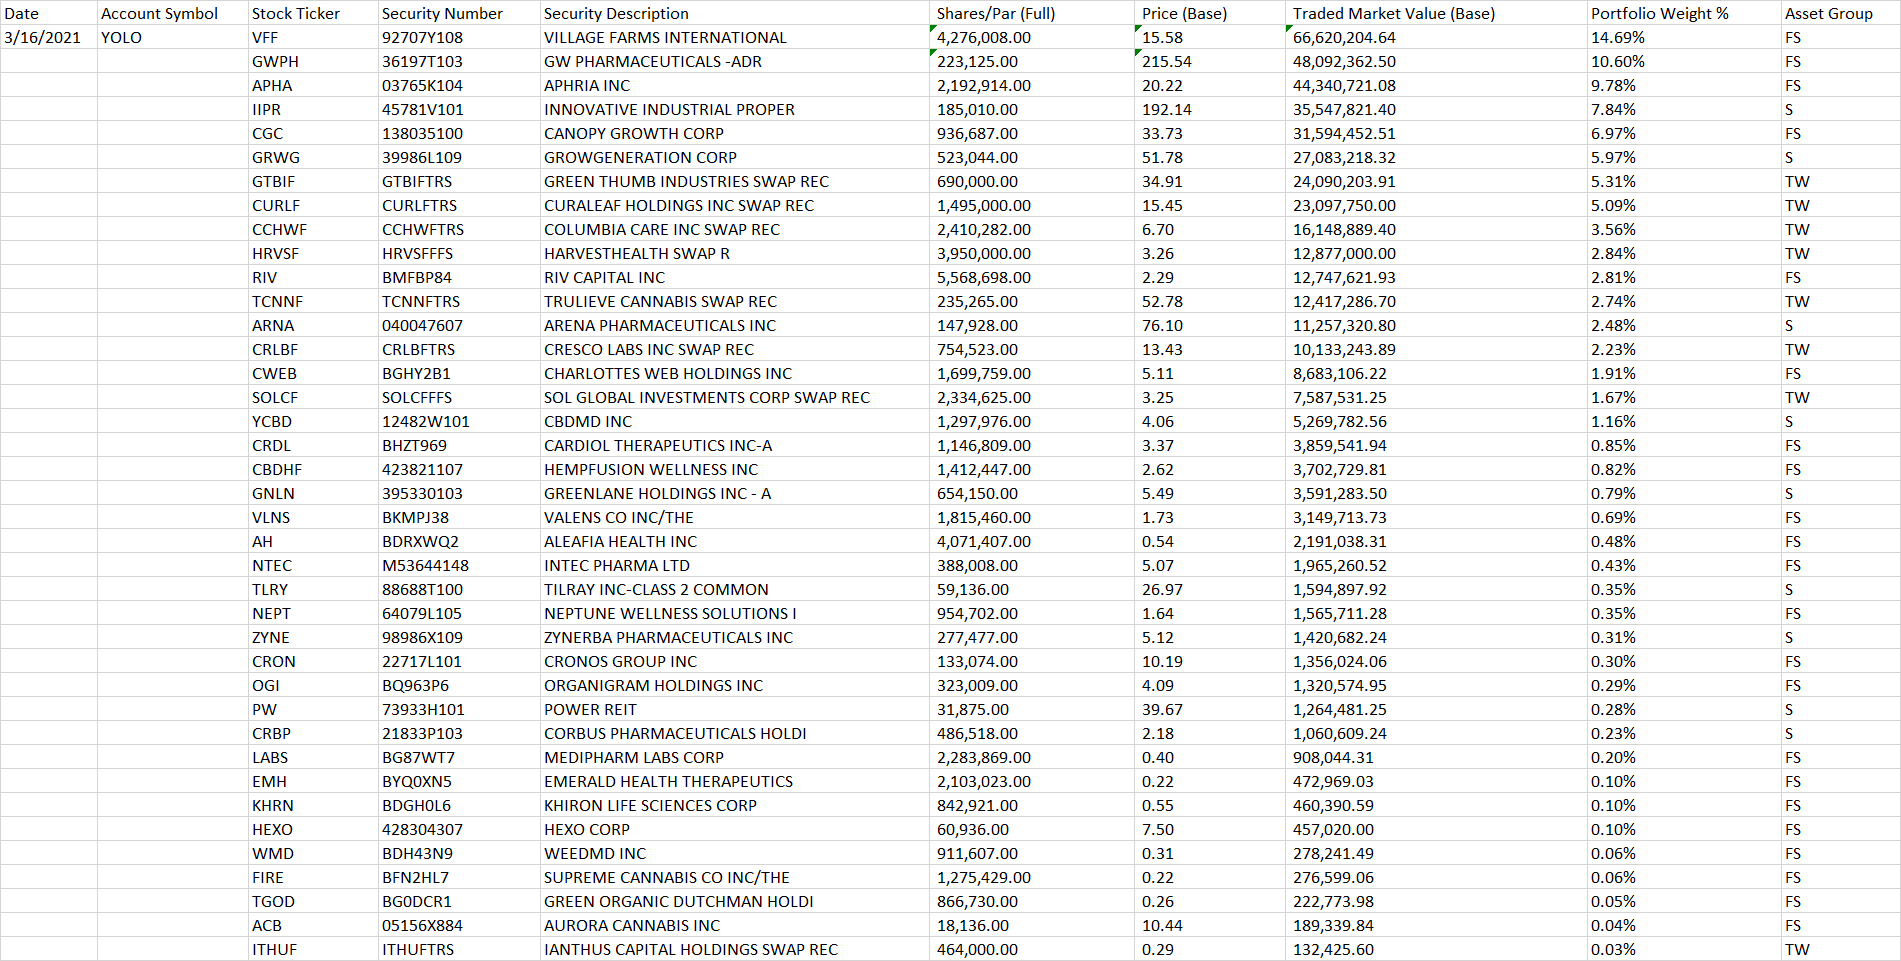 Date Account Symbol Stock Ticker Security Number Security Description Shares/Par (Full) Price (Base) Traded Market Value (Base) Portfolio Weight % Asset Group
3/16/2021 YOLO VFF 92707Y108 VILLAGE FARMS INTERNATIONAL 4,276,008.00 15.58 66,620,204.64 14.69% FS
GWPH 36197T103 GW PHARMACEUTICALS -ADR 223,125.00 215.54 48,092,362.50 10.60% FS
APHA 03765K104 APHRIA INC 2,192,914.00 20.22 44,340,721.08 9.78% FS
IIPR 45781V101 INNOVATIVE INDUSTRIAL PROPER 185,010.00 192.14 35,547,821.40 7.84% S
CGC 138035100 CANOPY GROWTH CORP 936,687.00 33.73 31,594,452.51 6.97% FS
GRWG 39986L109 GROWGENERATION CORP 523,044.00 51.78 27,083,218.32 5.97% S
GTBIF GTBIFTRS GREEN THUMB INDUSTRIES SWAP REC 690,000.00 34.91 24,090,203.91 5.31% TW
CURLF CURLFTRS CURALEAF HOLDINGS INC SWAP REC 1,495,000.00 15.45 23,097,750.00 5.09% TW
CCHWF CCHWFTRS COLUMBIA CARE INC SWAP REC 2,410,282.00 6.70 16,148,889.40 3.56% TW
HRVSF HRVSFFFS HARVESTHEALTH SWAP R 3,950,000.00 3.26 12,877,000.00 2.84% TW
RIV BMFBP84 RIV CAPITAL INC 5,568,698.00 2.29 12,747,621.93 2.81% FS
TCNNF TCNNFTRS TRULIEVE CANNABIS SWAP REC 235,265.00 52.78 12,417,286.70 2.74% TW
ARNA 040047607 ARENA PHARMACEUTICALS INC 147,928.00 76.10 11,257,320.80 2.48% S
CRLBF CRLBFTRS CRESCO LABS INC SWAP REC 754,523.00 13.43 10,133,243.89 2.23% TW
CWEB BGHY2B1 CHARLOTTES WEB HOLDINGS INC 1,699,759.00 5.11 8,683,106.22 1.91% FS
SOLCF SOLCFFFS SOL GLOBAL INVESTMENTS CORP SWAP REC 2,334,625.00 3.25 7,587,531.25 1.67% TW
YCBD 12482W101 CBDMD INC 1,297,976.00 4.06 5,269,782.56 1.16% S
CRDL BHZT969 CARDIOL THERAPEUTICS INC-A 1,146,809.00 3.37 3,859,541.94 0.85% FS
CBDHF 423821107 HEMPFUSION WELLNESS INC 1,412,447.00 2.62 3,702,729.81 0.82% FS
GNLN 395330103 GREENLANE HOLDINGS INC - A 654,150.00 5.49 3,591,283.50 0.79% S
VLNS BKMPJ38 VALENS CO INC/THE 1,815,460.00 1.73 3,149,713.73 0.69% FS
AH BDRXWQ2 ALEAFIA HEALTH INC 4,071,407.00 0.54 2,191,038.31 0.48% FS
NTEC M53644148 INTEC PHARMA LTD 388,008.00 5.07 1,965,260.52 0.43% FS
TLRY 88688T100 TILRAY INC-CLASS 2 COMMON 59,136.00 26.97 1,594,897.92 0.35% S
NEPT 64079L105 NEPTUNE WELLNESS SOLUTIONS I 954,702.00 1.64 1,565,711.28 0.35% FS
ZYNE 98986X109 ZYNERBA PHARMACEUTICALS INC 277,477.00 5.12 1,420,682.24 0.31% S
CRON 22717L101 CRONOS GROUP INC 133,074.00 10.19 1,356,024.06 0.30% FS
OGI BQ963P6 ORGANIGRAM HOLDINGS INC 323,009.00 4.09 1,320,574.95 0.29% FS
PW 73933H101 POWER REIT 31,875.00 39.67 1,264,481.25 0.28% S
CRBP 21833P103 CORBUS PHARMACEUTICALS HOLDI 486,518.00 2.18 1,060,609.24 0.23% S
LABS BG87WT7 MEDIPHARM LABS CORP 2,283,869.00 0.40 908,044.31 0.20% FS
EMH BYQ0XN5 EMERALD HEALTH THERAPEUTICS 2,103,023.00 0.22 472,969.03 0.10% FS
KHRN BDGH0L6 KHIRON LIFE SCIENCES CORP 842,921.00 0.55 460,390.59 0.10% FS
HEXO 428304307 HEXO CORP 60,936.00 7.50 457,020.00 0.10% FS
WMD BDH43N9 WEEDMD INC 911,607.00 0.31 278,241.49 0.06% FS
FIRE BFN2HL7 SUPREME CANNABIS CO INC/THE 1,275,429.00 0.22 276,599.06 0.06% FS
TGOD BG0DCR1 GREEN ORGANIC DUTCHMAN HOLDI 866,730.00 0.26 222,773.98 0.05% FS
ACB 05156X884 AURORA CANNABIS INC 18,136.00 10.44 189,339.84 0.04% FS
ITHUF ITHUFTRS IANTHUS CAPITAL HOLDINGS SWAP REC 464,000.00 0.29 132,425.60 0.03% TW